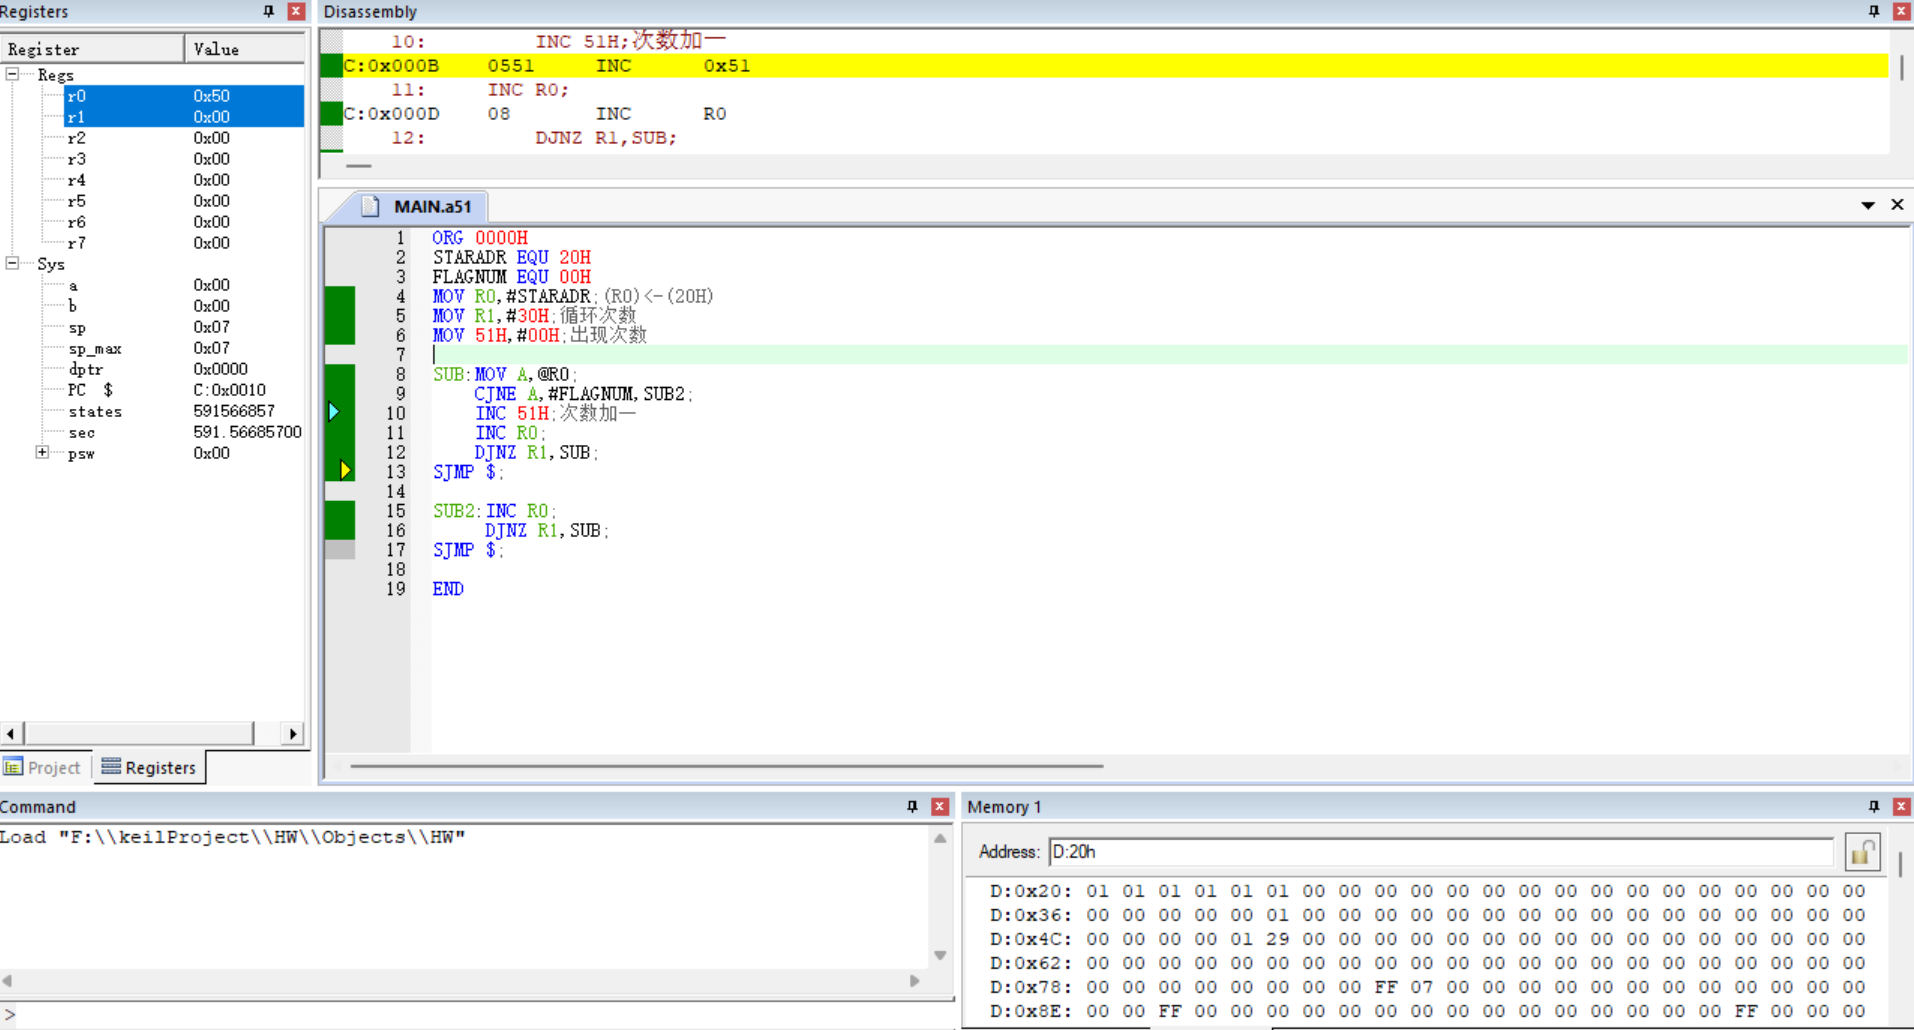 Registers
Register Value
Regs
r0 0x50
r1 0x00
r2 0x00
r3 0x00
r4 0x00
r5 0x00
r6 0x00
r7 0x00
Sys
a 0x00
b 0x00
sp 0x07
sp_max 0x07
dptr 0x0000
PC $ C:0x0010
states 591566857
sec 591.56685700
psw 0x00
Project Registers
Disassembly
10: INC 51H;次数加一
C:0x000B 0551 INC 0x51
11: INC R0;
C:0x000D 08 INC R0
12: DJNZ R1,SUB;
MAIN.a51
1 ORG 0000H
2 STARADR EQU 20H
3 FLAGNUM EQU 00H
4 MOV R0,#STARADR;(R0)<-(20H)
5 MOV R1,#30H;循环次数
6 MOV 51H,#00H;出现次数
7
8 SUB:MOV A,@R0;
9 CJNE A,#FLAGNUM,SUB2;
10 INC 51H;次数加一
11 INC R0;
12 DJNZ R1,SUB;
13 SJMP $;
14
15 SUB2:INC R0;
16 DJNZ R1,SUB;
17 SJMP $;
18
19 END
Command
Load "F:\\keilProject\\HW\\Objects\\HW"
>
Memory 1
Address: D:20h
D:0x20: 01 01 01 01 01 01 00 00 00 00 00 00 00 00 00 00 00 00 00 00 00 00
D:0x36: 00 00 00 00 00 01 00 00 00 00 00 00 00 00 00 00 00 00 00 00 00 00
D:0x4C: 00 00 00 00 01 29 00 00 00 00 00 00 00 00 00 00 00 00 00 00 00 00
D:0x62: 00 00 00 00 00 00 00 00 00 00 00 00 00 00 00 00 00 00 00 00 00 00
D:0x78: 00 00 00 00 00 00 00 00 FF 07 00 00 00 00 00 00 00 00 00 00 00 00
D:0x8E: 00 00 FF 00 00 00 00 00 00 00 00 00 00 00 00 00 00 00 FF 00 00 00